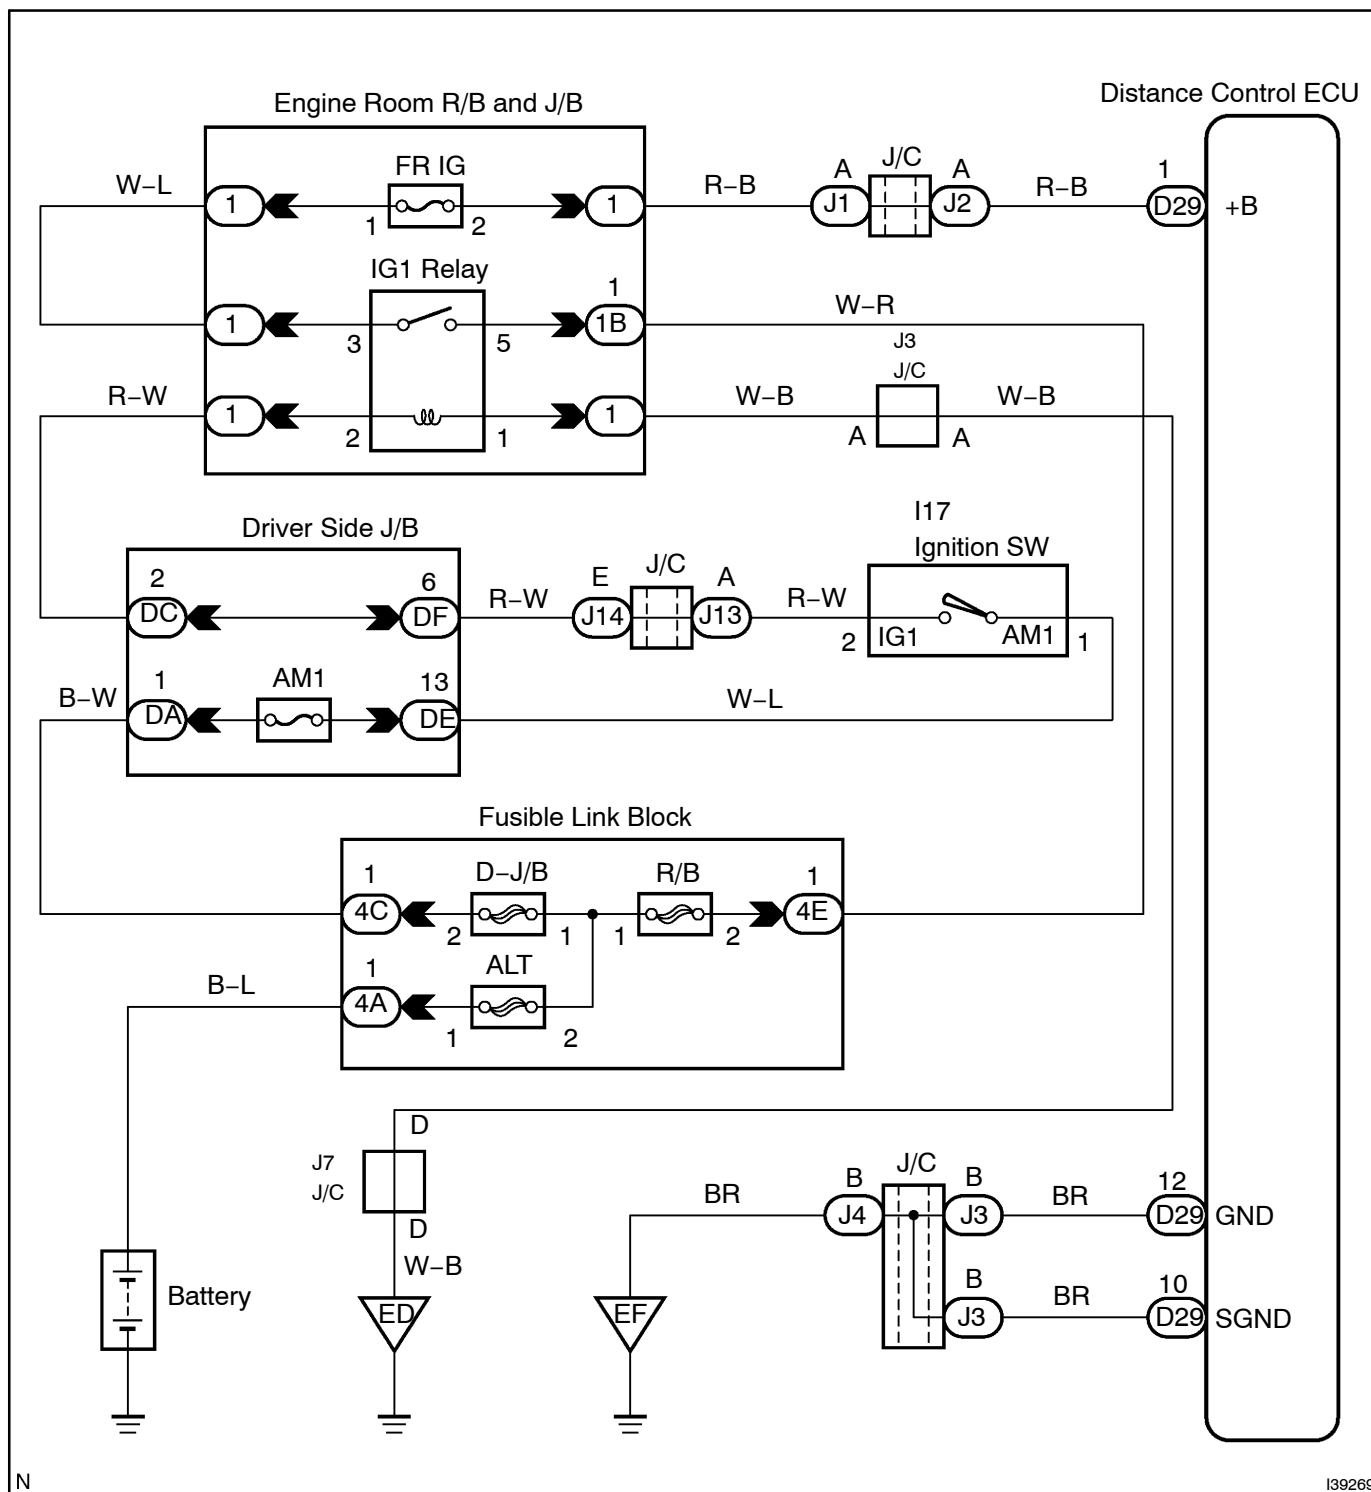 Engine Room R/B and J/B
Distance Control ECU
W–L
1
FR IG
1
2
1
R–B
A
J1
J/C
A
J2
R–B
1
D29
+B
IG1 Relay
1
3
5
1
1B
W–R
R–W
1
2
1
1
W–B
J3
J/C
A
A
W–B
Driver Side J/B
I17
Ignition SW
2
DC
6
DF
R–W
E
J14
J/C
A
J13
R–W
2
IG1
AM1
1
B–W
1
DA
AM1
13
DE
W–L
Fusible Link Block
1
4C
D–J/B
2
1
R/B
1
2
1
4E
B–L
1
4A
ALT
1
2
D
J7
J/C
D
W–B
ED
Battery
BR
EF
B
J4
J/C
B
J3
BR
12
D29
GND
B
J3
BR
10
D29
SGND
N
I39269